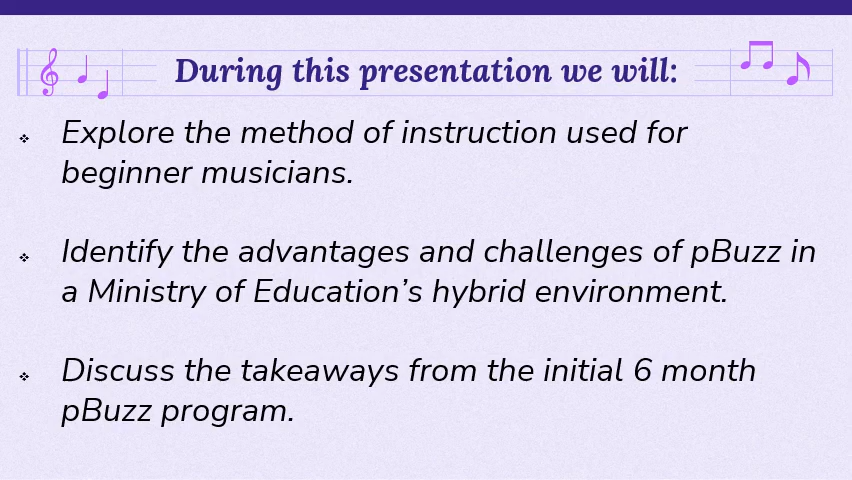 During this presentation we will:
❖ Explore the method of instruction used for
beginner musicians.
❖ Identify the advantages and challenges of pBuzz in
a Ministry of Education’s hybrid environment.
❖ Discuss the takeaways from the initial 6 month
pBuzz program.